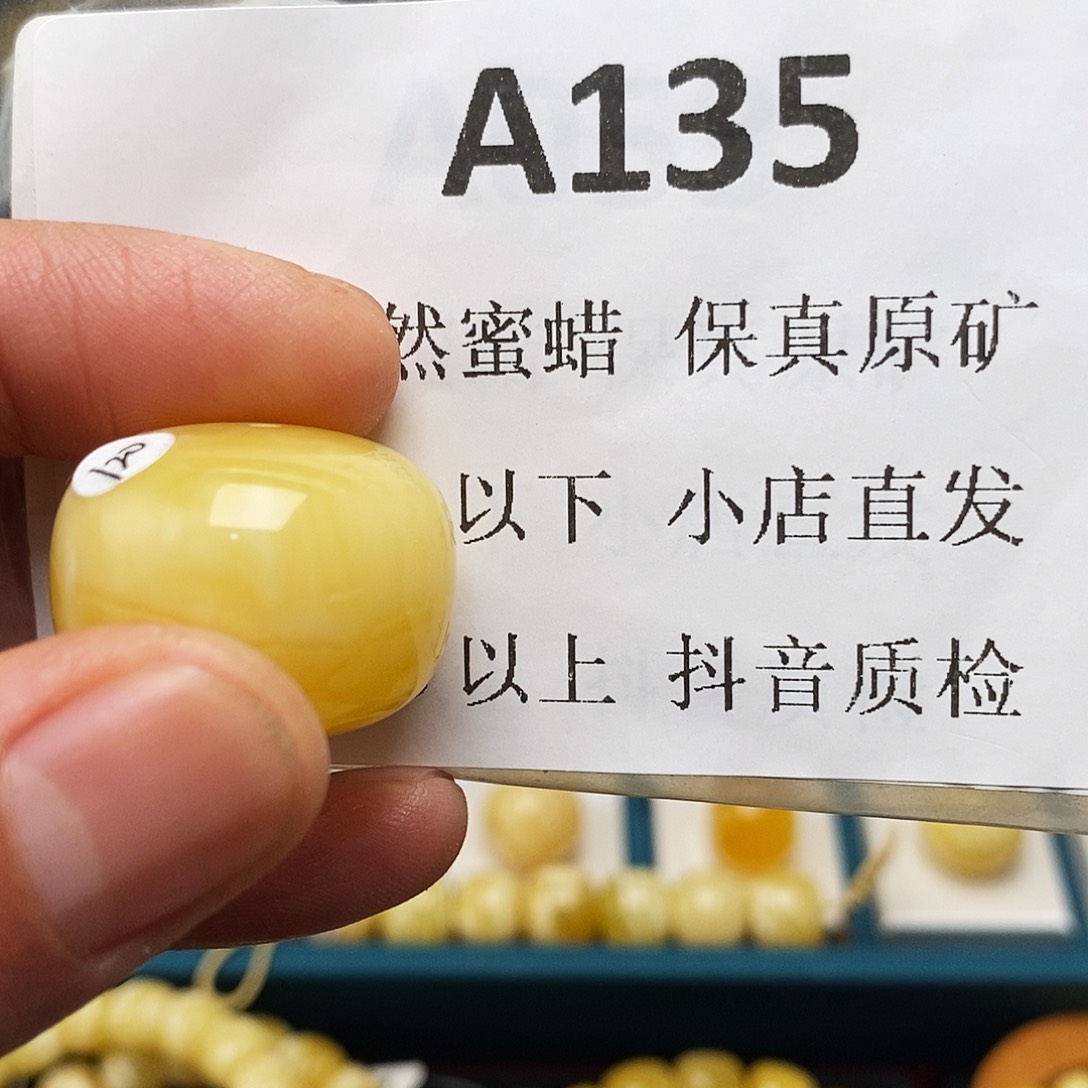 A135
然蜜蜡 保真原矿
以下 小店直发
以上 抖音质检
120